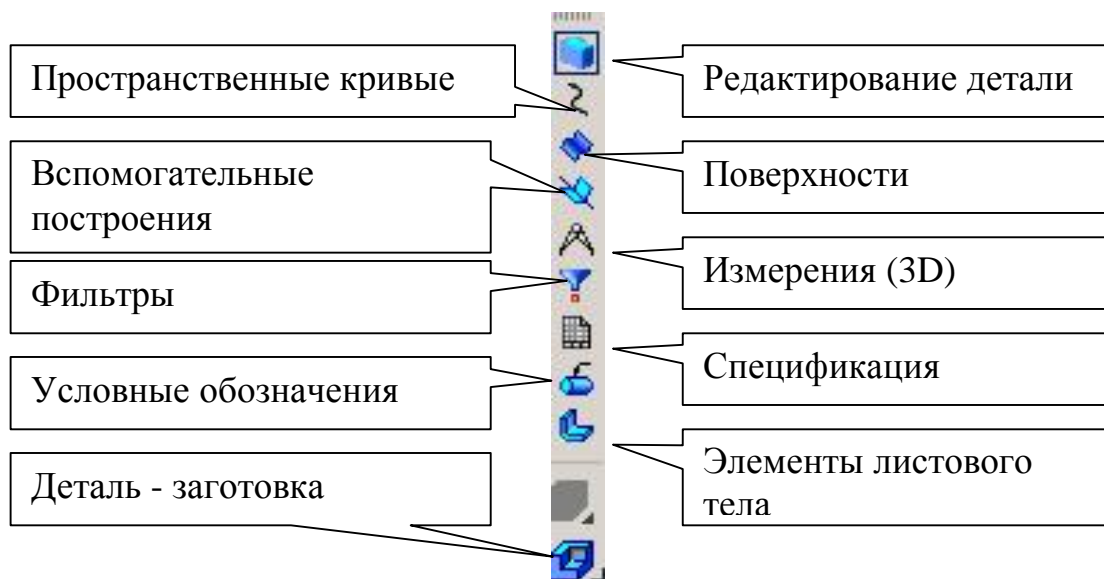 Пространственные кривые
Редактирование детали
Вспомогательные
построения
Поверхности
Фильтры
Измерения (3D)
Условные обозначения
Спецификация
Деталь - заготовка
Элементы листового
тела